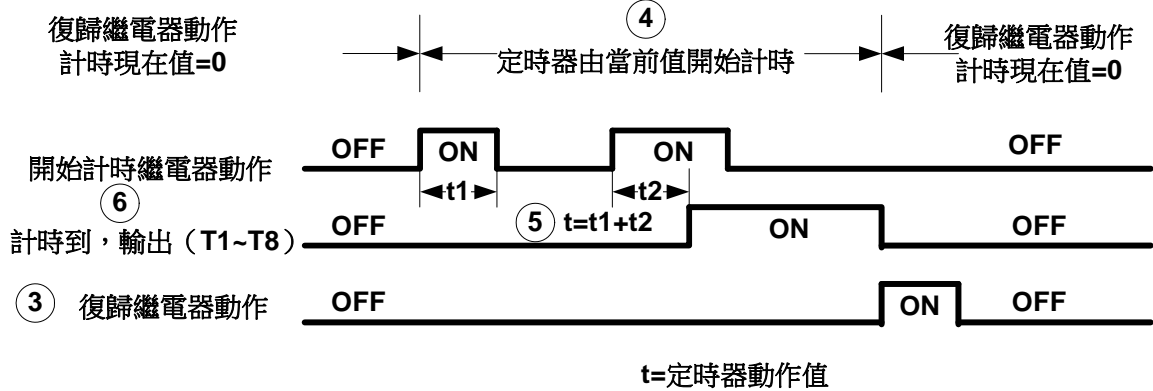 復歸繼電器動作
計時現在值=0
④
定時器由當前值開始計時
復歸繼電器動作
計時現在值=0
開始計時繼電器動作
OFF
ON
ON
OFF
t1
t2
⑥
計時到，輸出（T1~T8）
OFF
⑤ t=t1+t2
ON
OFF
③ 復歸繼電器動作
OFF
ON
OFF
t=定時器動作值